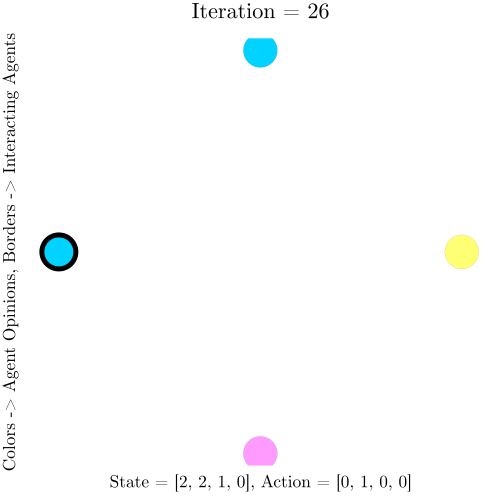 Iteration = 26
Colors -> Agent Opinions, Borders -> Interacting Agents
State = [2, 2, 1, 0], Action = [0, 1, 0, 0]